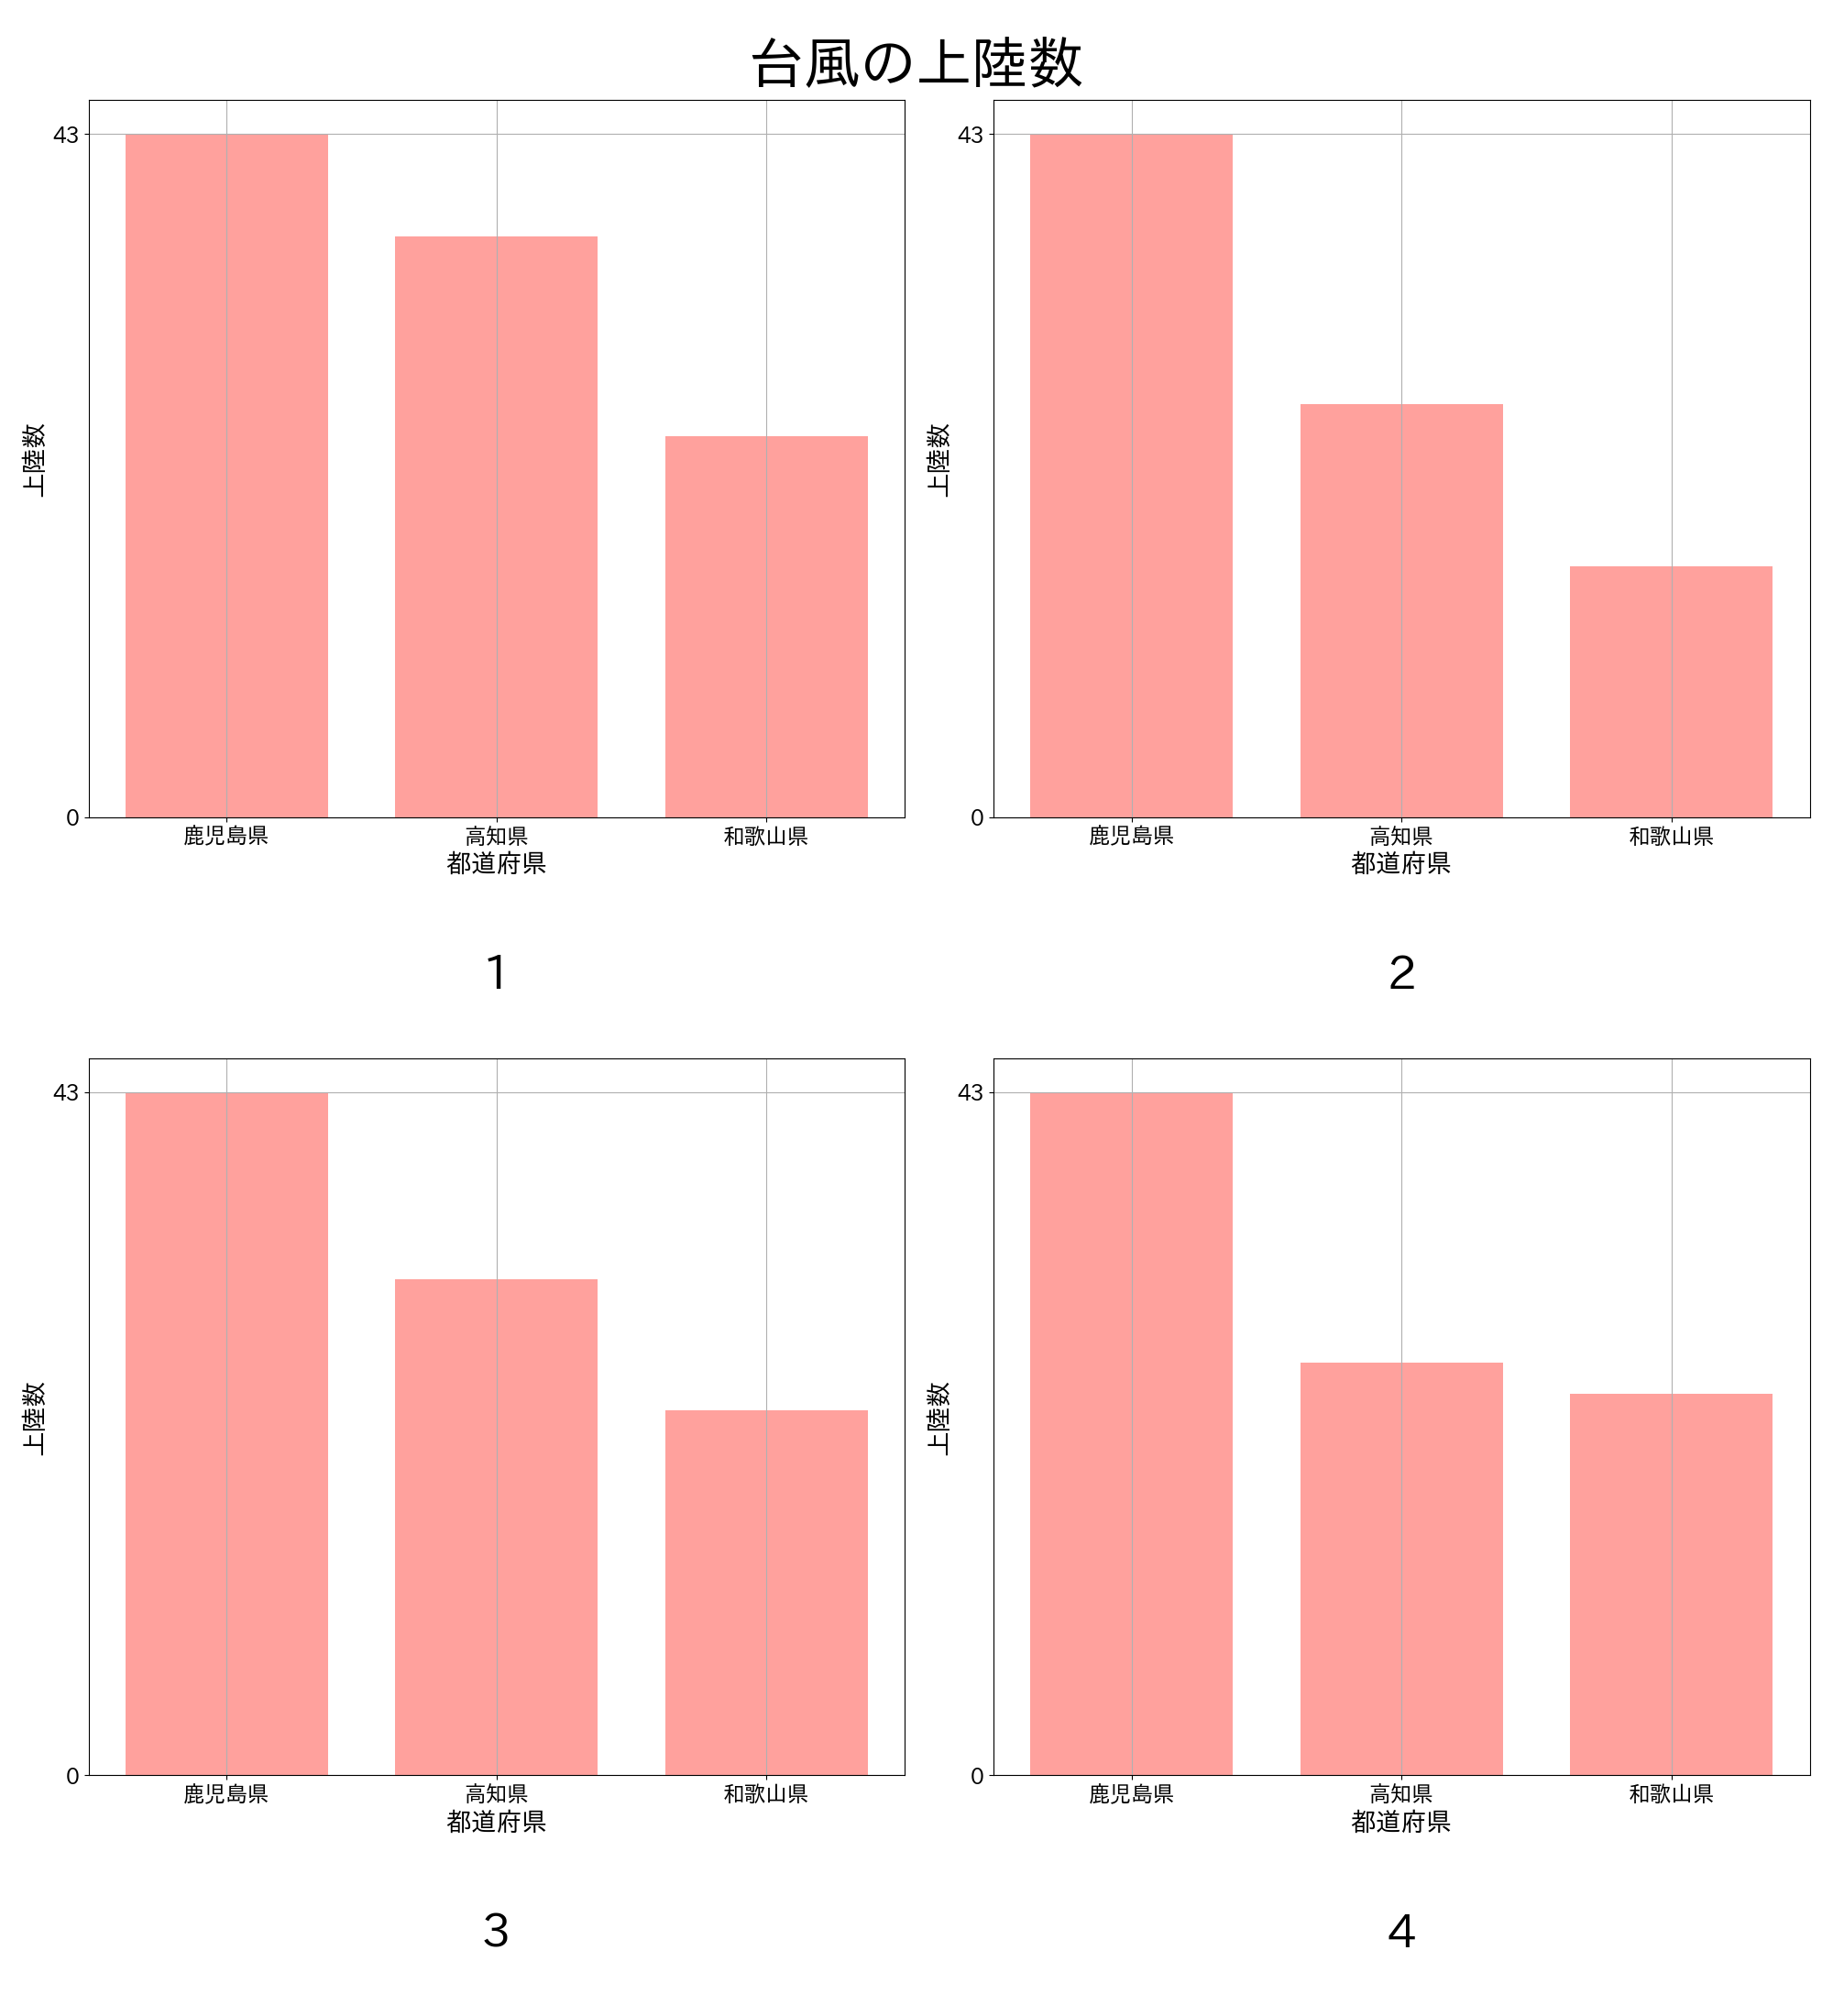 台風の上陸数
43
0
上陸数
鹿児島県 高知県 和歌山県
都道府県
1
43
0
上陸数
鹿児島県 高知県 和歌山県
都道府県
2
43
0
上陸数
鹿児島県 高知県 和歌山県
都道府県
3
43
0
上陸数
鹿児島県 高知県 和歌山県
都道府県
4